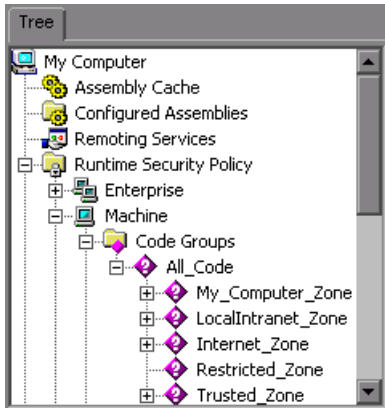 Tree
My Computer
Assembly Cache
Configured Assemblies
Remoting Services
Runtime Security Policy
Enterprise
Machine
Code Groups
All_Code
My_Computer_Zone
LocalIntranet_Zone
Internet_Zone
Restricted_Zone
Trusted_Zone